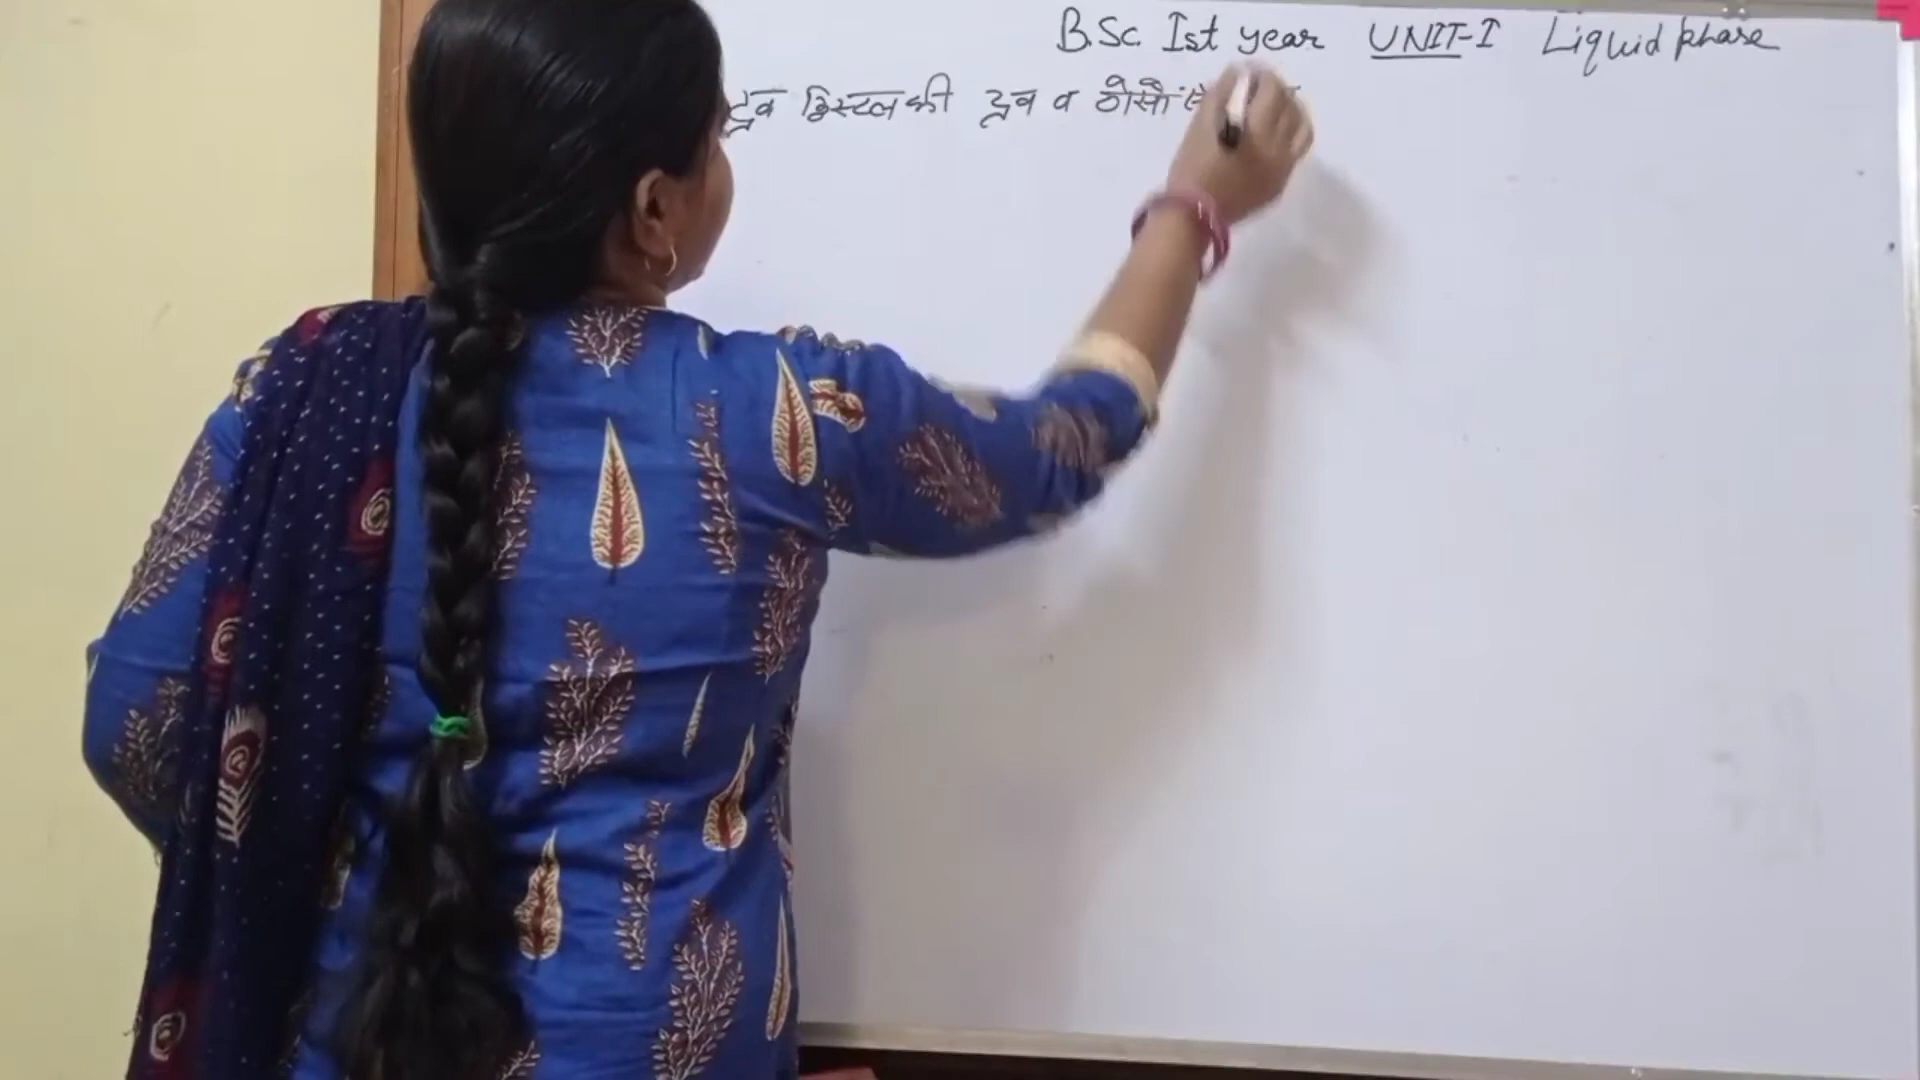 B.Sc. Ist year UNIT-I Liquid phase
द्रव क्रिस्टल की द्रव व ठोसों